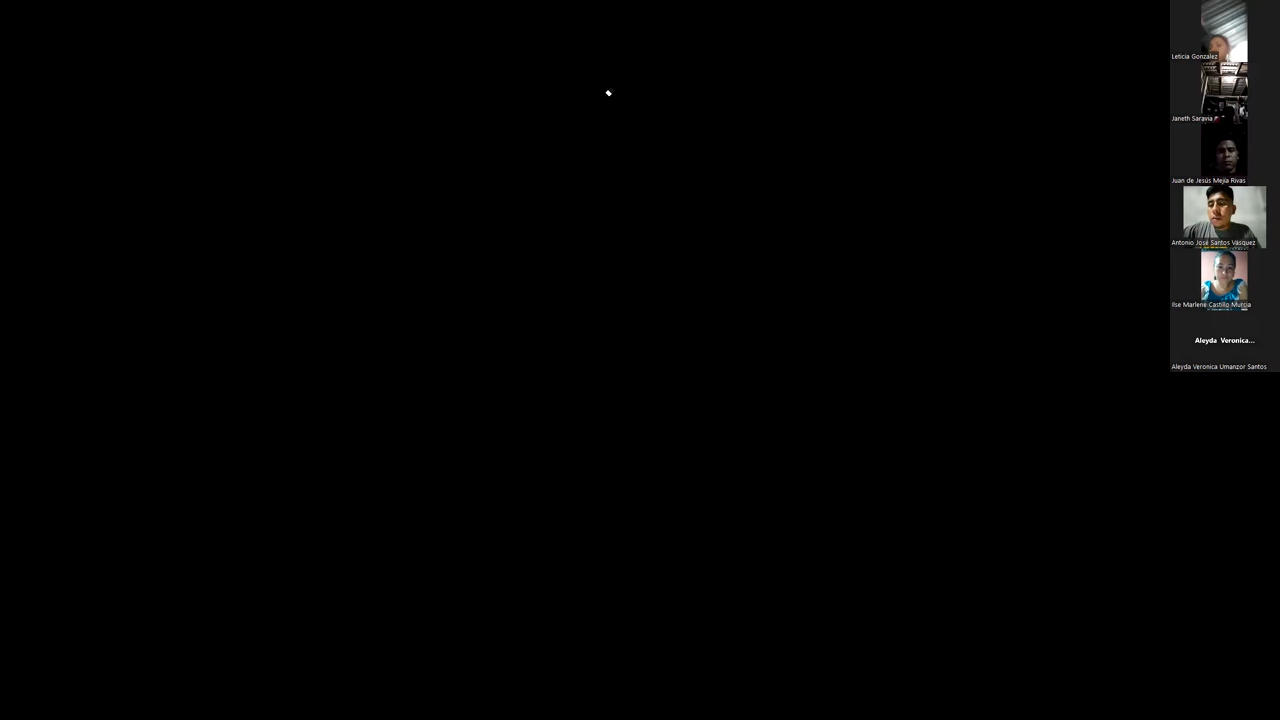 Leticia Gonzalez
Janeth Saravia
Juan de Jesús Mejía Rivas
Antonio José Santos Vásquez
Ilse Marlene Castillo Murcia
Aleyda Veronica...
Aleyda Veronica Umanzor Santos